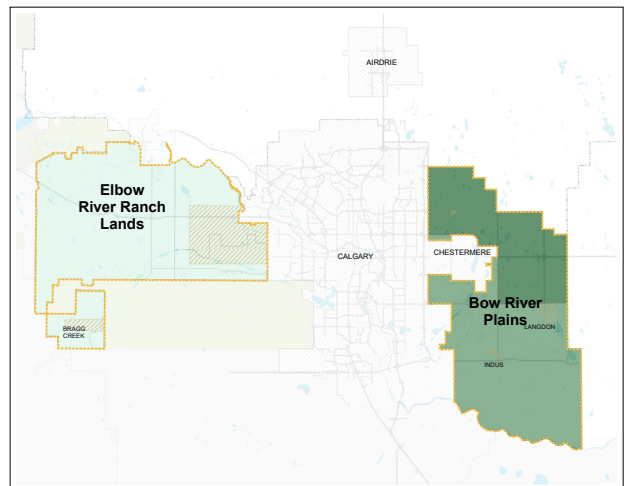 AIRDRIE
Elbow
River Ranch
Lands
CALGARY
CHESTERMERE
Bow River
Plains
LANGDON
BRAGG
CREEK
INDUS